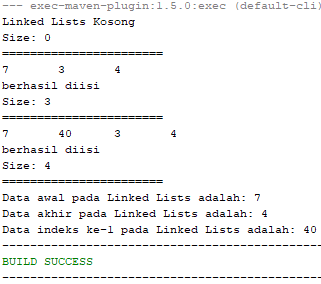 --- exec-maven-plugin:1.5.0:exec (default-cli)
Linked Lists Kosong
Size: 0
=======================
7 3 4
berhasil diisi
Size: 3
=======================
7 40 3 4
berhasil diisi
Size: 4
=======================
Data awal pada Linked Lists adalah: 7
Data akhir pada Linked Lists adalah: 4
Data indeks ke-1 pada Linked Lists adalah: 40
----------------------------------------------
BUILD SUCCESS
----------------------------------------------